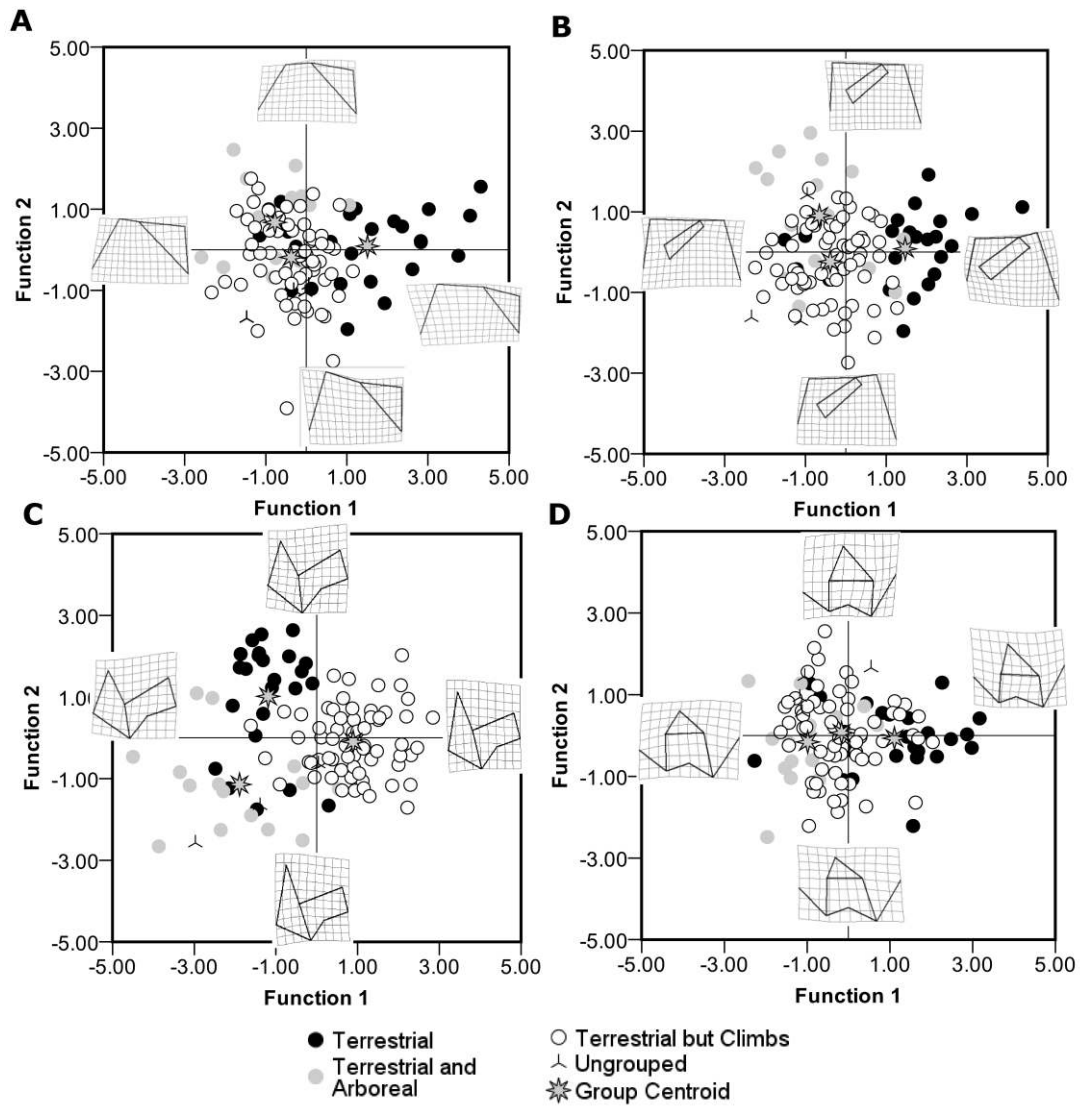 A
B
5.00
3.00
1.00
-1.00
-3.00
-5.00
Function 2
-5.00 -3.00 -1.00 1.00 3.00 5.00
Function 1
5.00
3.00
1.00
-1.00
-3.00
-5.00
Function 2
-5.00 -3.00 -1.00 1.00 3.00 5.00
Function 1
C
D
5.00
3.00
-1.00
-3.00
-5.00
Function 2
-5.00 -3.00 -1.00 1.00 3.00 5.00
Function 1
5.00
3.00
1.00
-1.00
-3.00
-5.00
Function 2
-5.00 -3.00 -1.00 1.00 3.00 5.00
Function 1
Terrestrial
Terrestrial and
Arboreal
Terrestrial but Climbs
Ungrouped
Group Centroid